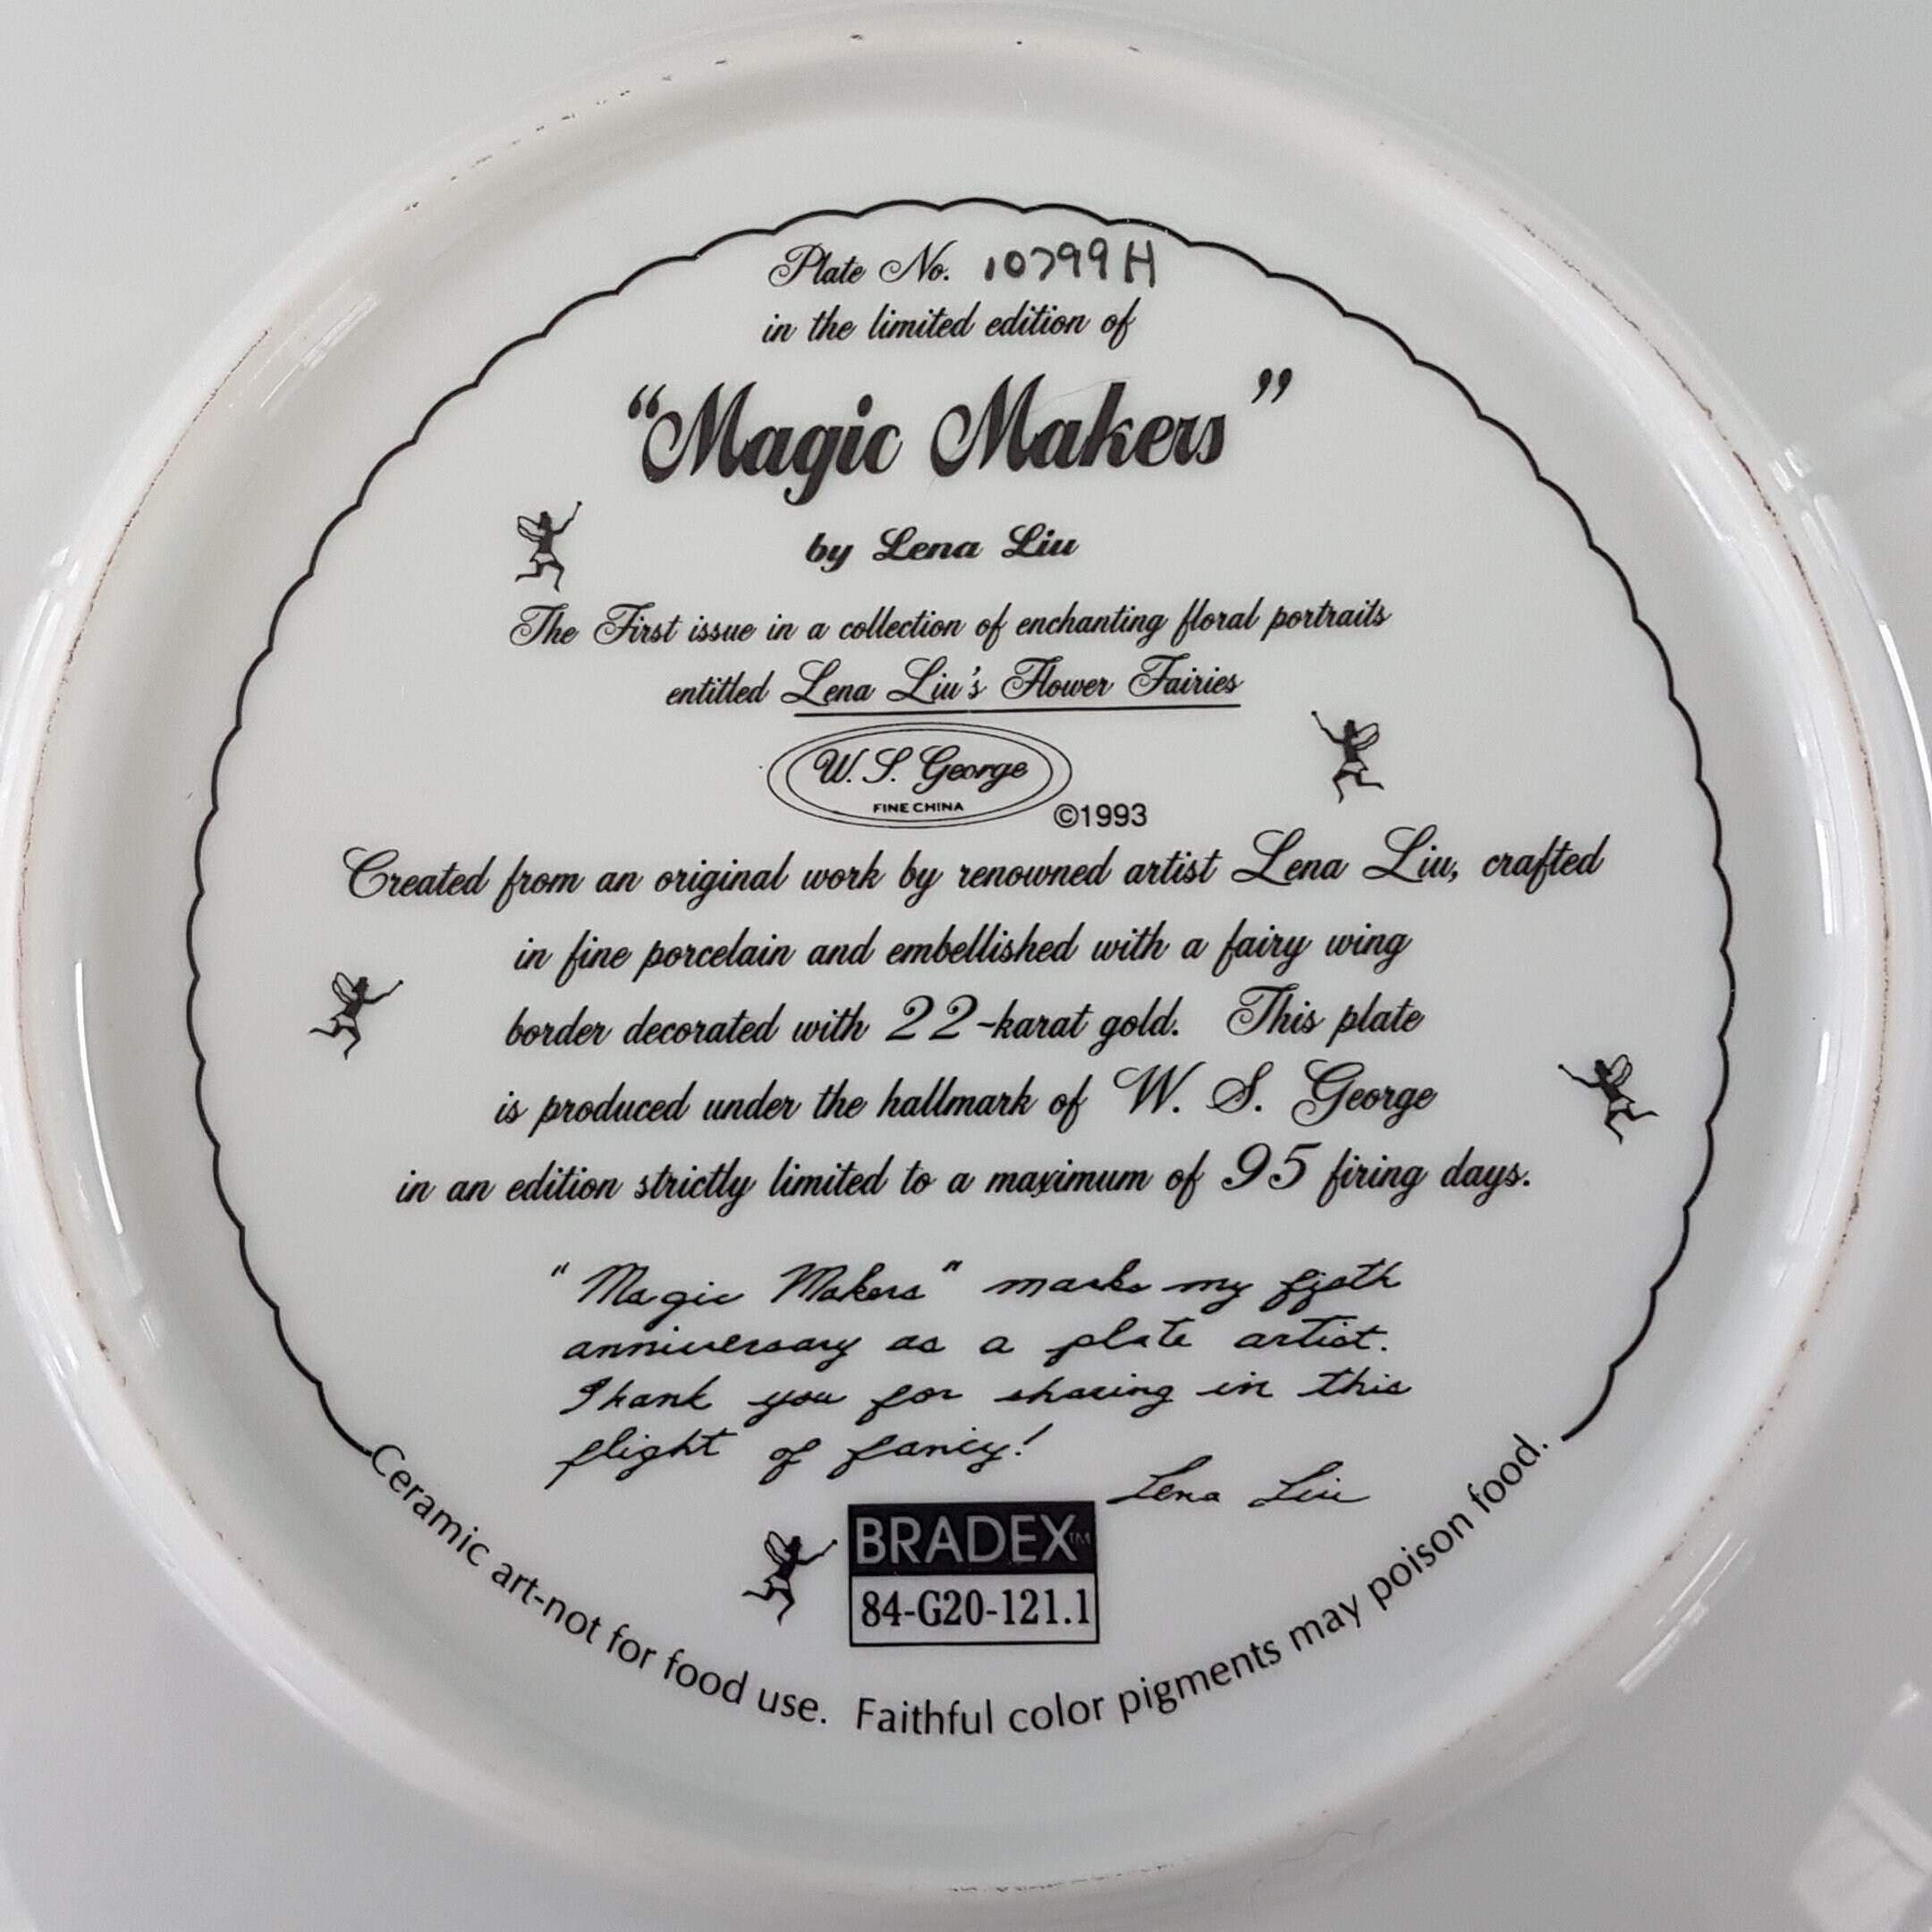 Plate No. 10799H
in the limited edition of
"Magic Makers"
by Lena Liu
The First issue in a collection of enchanting floral portraits
entitled Lena Liu's Flower Fairies
W. S. George
FINE CHINA
©1993
Created from an original work by renowned artist Lena Liu, crafted
in fine porcelain and embellished with a fairy wing
border decorated with 22-karat gold. This plate
is produced under the hallmark of W. S. George
in an edition strictly limited to a maximum of 95 firing days.
"Magic Makers" marks my fifth
anniversary as a plate artist.
Thank you for sharing in this
flight of fancy!
Lena Liu
BRADEX™
84-G20-121.1
Ceramic art-not for food use. Faithful color pigments may poison food.